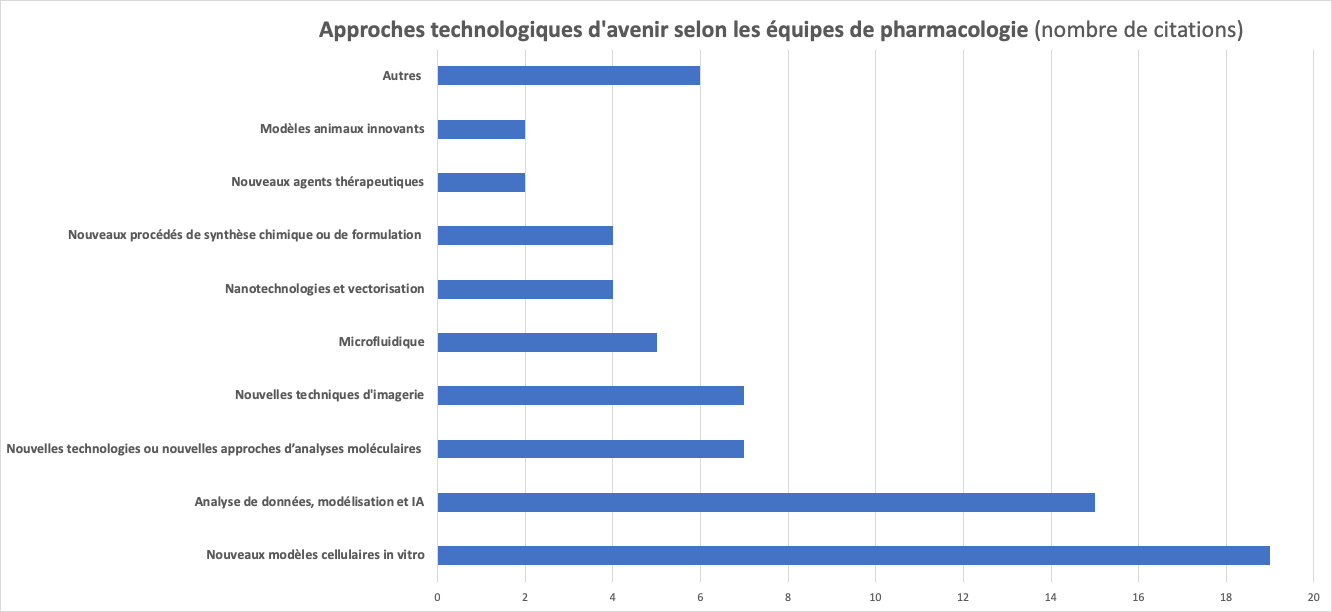 Approches technologiques d'avenir selon les équipes de pharmacologie (nombre de citations)
Autres
Modèles animaux innovants
Nouveaux agents thérapeutiques
Nouveaux procédés de synthèse chimique ou de formulation
Nanotechnologies et vectorisation
Microfluidique
Nouvelles techniques d'imagerie
Nouvelles technologies ou nouvelles approches d’analyses moléculaires
Analyse de données, modélisation et IA
Nouveaux modèles cellulaires in vitro
0 2 4 6 8 10 12 14 16 18 20